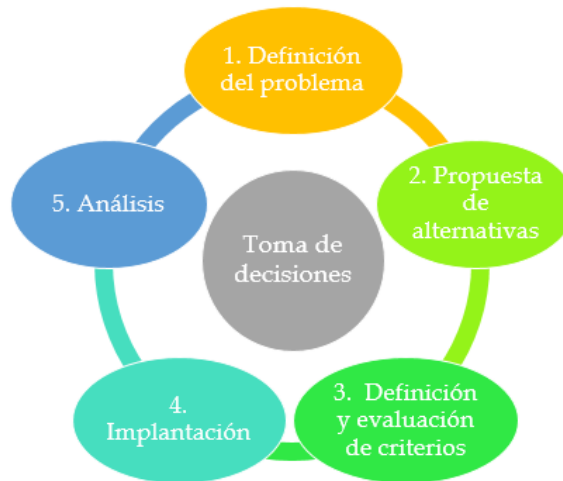 1. Definición
del problema
2. Propuesta
de
alternativas
3. Definición
y evaluación
de criterios
4.
Implantación
5. Análisis
Toma de
decisiones